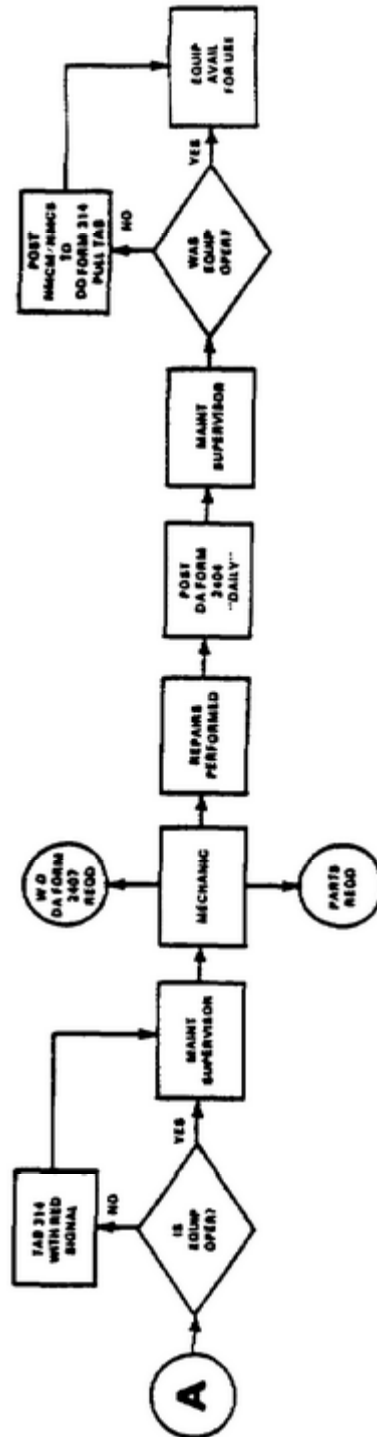 A
IS
EQUIP
OPER?
NO
YES
TAB 314
WITH RED
SIGNAL
MAINT
SUPERVISOR
MECHANIC
W O
DA FORM
2407
REQD
PARTS
REQD
REPAIRS
PERFORMED
POST
DA FORM
2404
"DAILY"
MAINT
SUPERVISOR
WAS
EQUIP
OPER?
NO
YES
POST
NMCM/NMCS
TO
DD FORM 314
PULL TAB
EQUIP
AVAIL
FOR USE